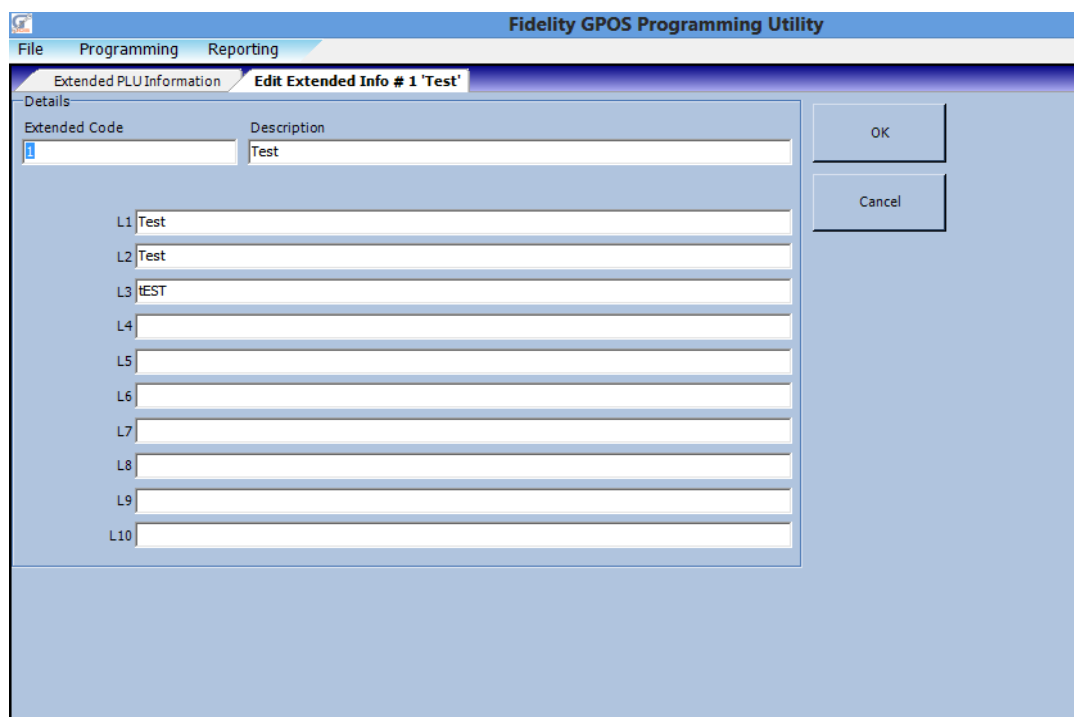 Fidelity GPOS Programming Utility
File Programming Reporting
Extended PLU Information Edit Extended Info # 1 'Test'
Details
Extended Code Description
1 Test
OK
Cancel
L1 Test
L2 Test
L3 tEST
L4
L5
L6
L7
L8
L9
L10